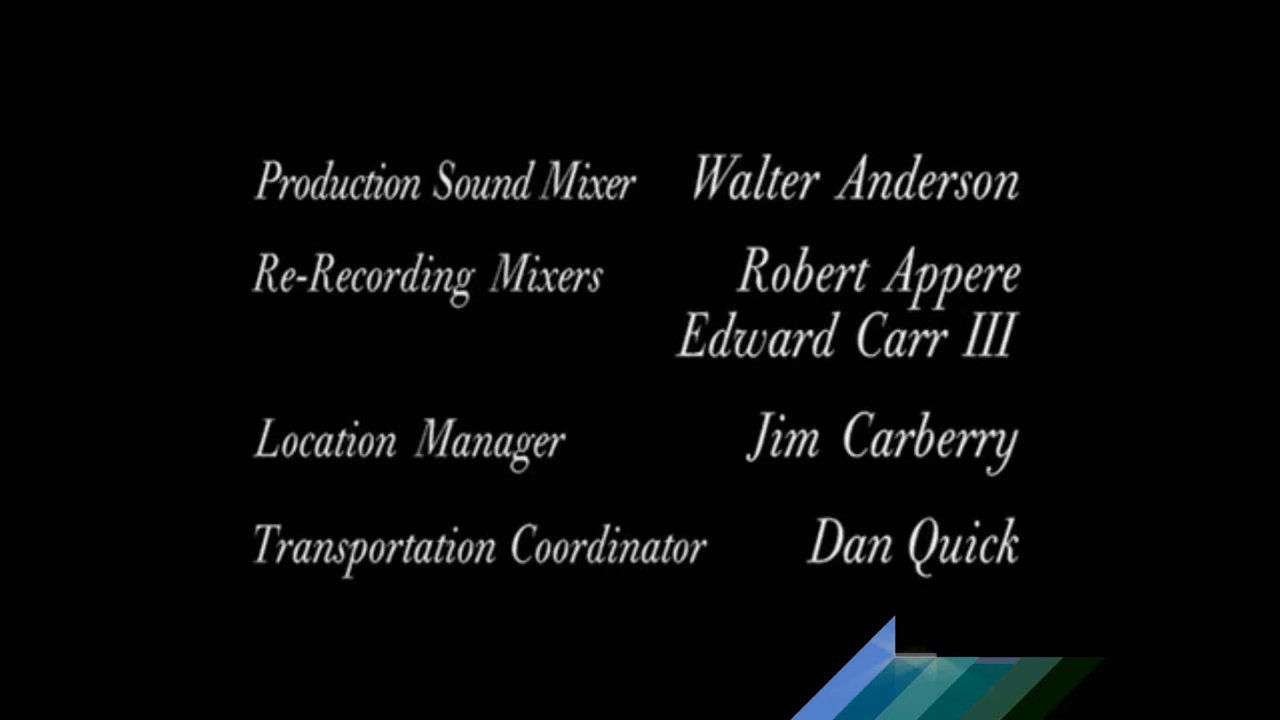 Production Sound Mixer Walter Anderson
Re-Recording Mixers Robert Appere
Edward Carr III
Location Manager Jim Carberry
Transportation Coordinator Dan Quick